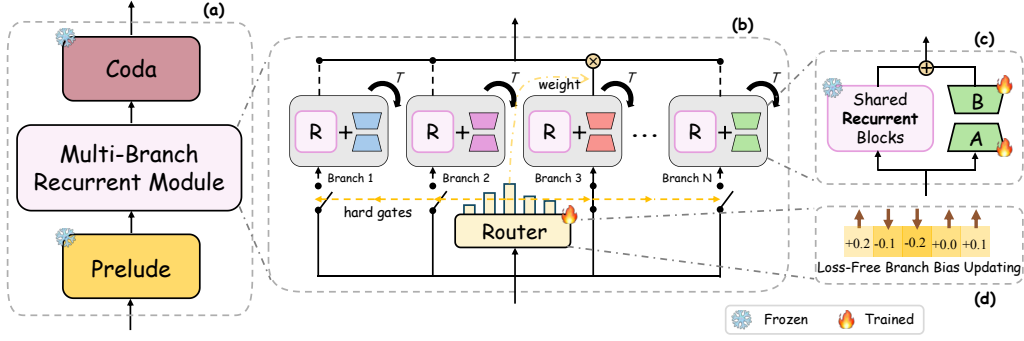 (a)
Coda
Multi-Branch
Recurrent Module
Prelude
(b)
weight
T
T
T
T
R
+
R
+
R
+
...
R
+
Branch 1
Branch 2
Branch 3
Branch N
hard gates
Router
(c)
Shared
Recurrent
Blocks
B
A
+0.2 -0.1 -0.2 +0.0 +0.1
Loss-Free Branch Bias Updating
(d)
Frozen
Trained